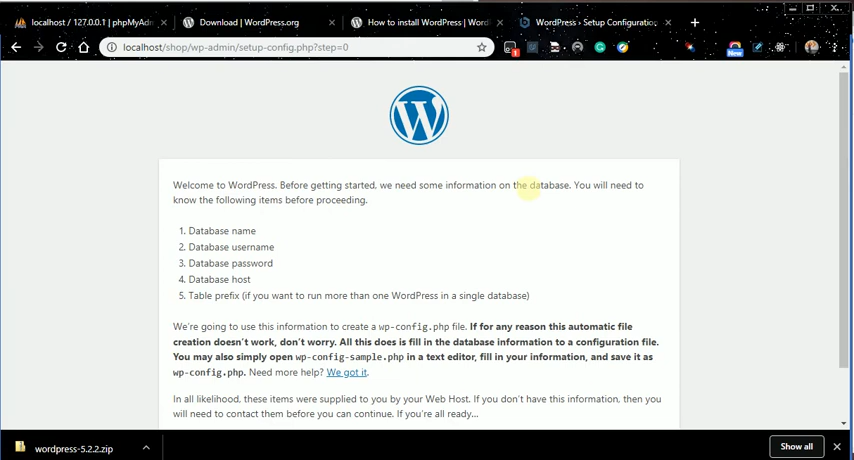 localhost / 127.0.0.1 | phpMyAdm
Download | WordPress.org
How to install WordPress | Word
WordPress › Setup Configuratio
localhost/shop/wp-admin/setup-config.php?step=0
1
New
W
Welcome to WordPress. Before getting started, we need some information on the database. You will need to
know the following items before proceeding.
1. Database name
2. Database username
3. Database password
4. Database host
5. Table prefix (if you want to run more than one WordPress in a single database)
We're going to use this information to create a wp-config.php file. If for any reason this automatic file
creation doesn't work, don't worry. All this does is fill in the database information to a configuration file.
You may also simply open wp-config-sample.php in a text editor, fill in your information, and save it as
wp-config.php. Need more help? We got it.
In all likelihood, these items were supplied to you by your Web Host. If you don't have this information, then you
will need to contact them before you can continue. If you're all ready...
wordpress-5.2.2.zip
Show all